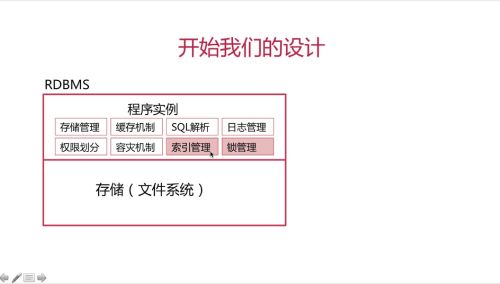 开始我们的设计
RDBMS
程序实例
存储管理 缓存机制 SQL解析 日志管理
权限划分 容灾机制 索引管理 锁管理
存储（文件系统）